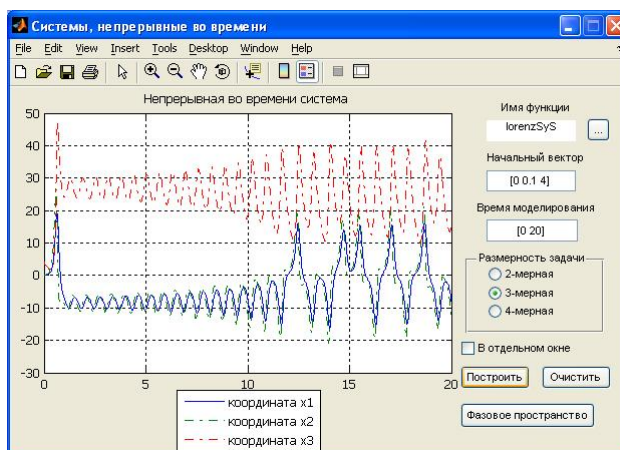 Системы, непрерывные во времени
File Edit View Insert Tools Desktop Window Help
Непрерывная во времени система
50
40
30
20
10
0
-10
-20
-30
0 5 10 15 20
координата x1
координата x2
координата x3
Имя функции
lorenzSyS
...
Начальный вектор
[0 0.1 4]
Время моделирования
[0 20]
Размерность задачи
2-мерная
3-мерная
4-мерная
В отдельном окне
Построить Очистить
Фазовое пространство